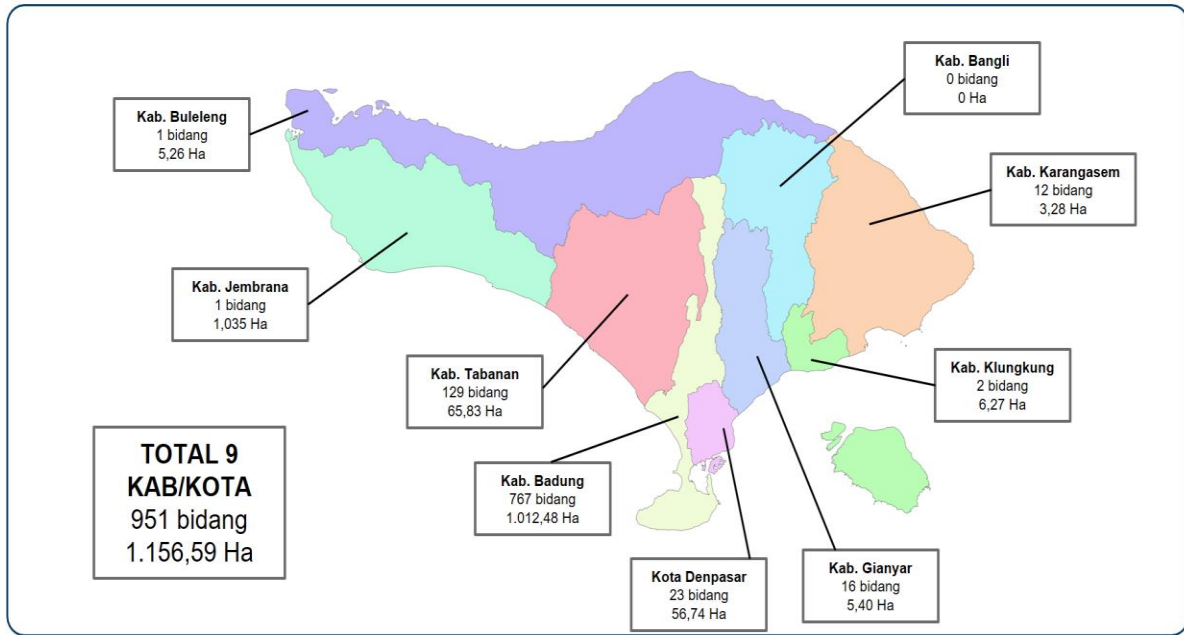 Kab. Bangli
0 bidang
0 Ha
Kab. Buleleng
1 bidang
5,26 Ha
Kab. Karangasem
12 bidang
3,28 Ha
Kab. Jembrana
1 bidang
1,035 Ha
Kab. Tabanan
129 bidang
65,83 Ha
Kab. Klungkung
2 bidang
6,27 Ha
TOTAL 9
KAB/KOTA
951 bidang
1.156,59 Ha
Kab. Badung
767 bidang
1.012,48 Ha
Kota Denpasar
23 bidang
56,74 Ha
Kab. Gianyar
16 bidang
5,40 Ha